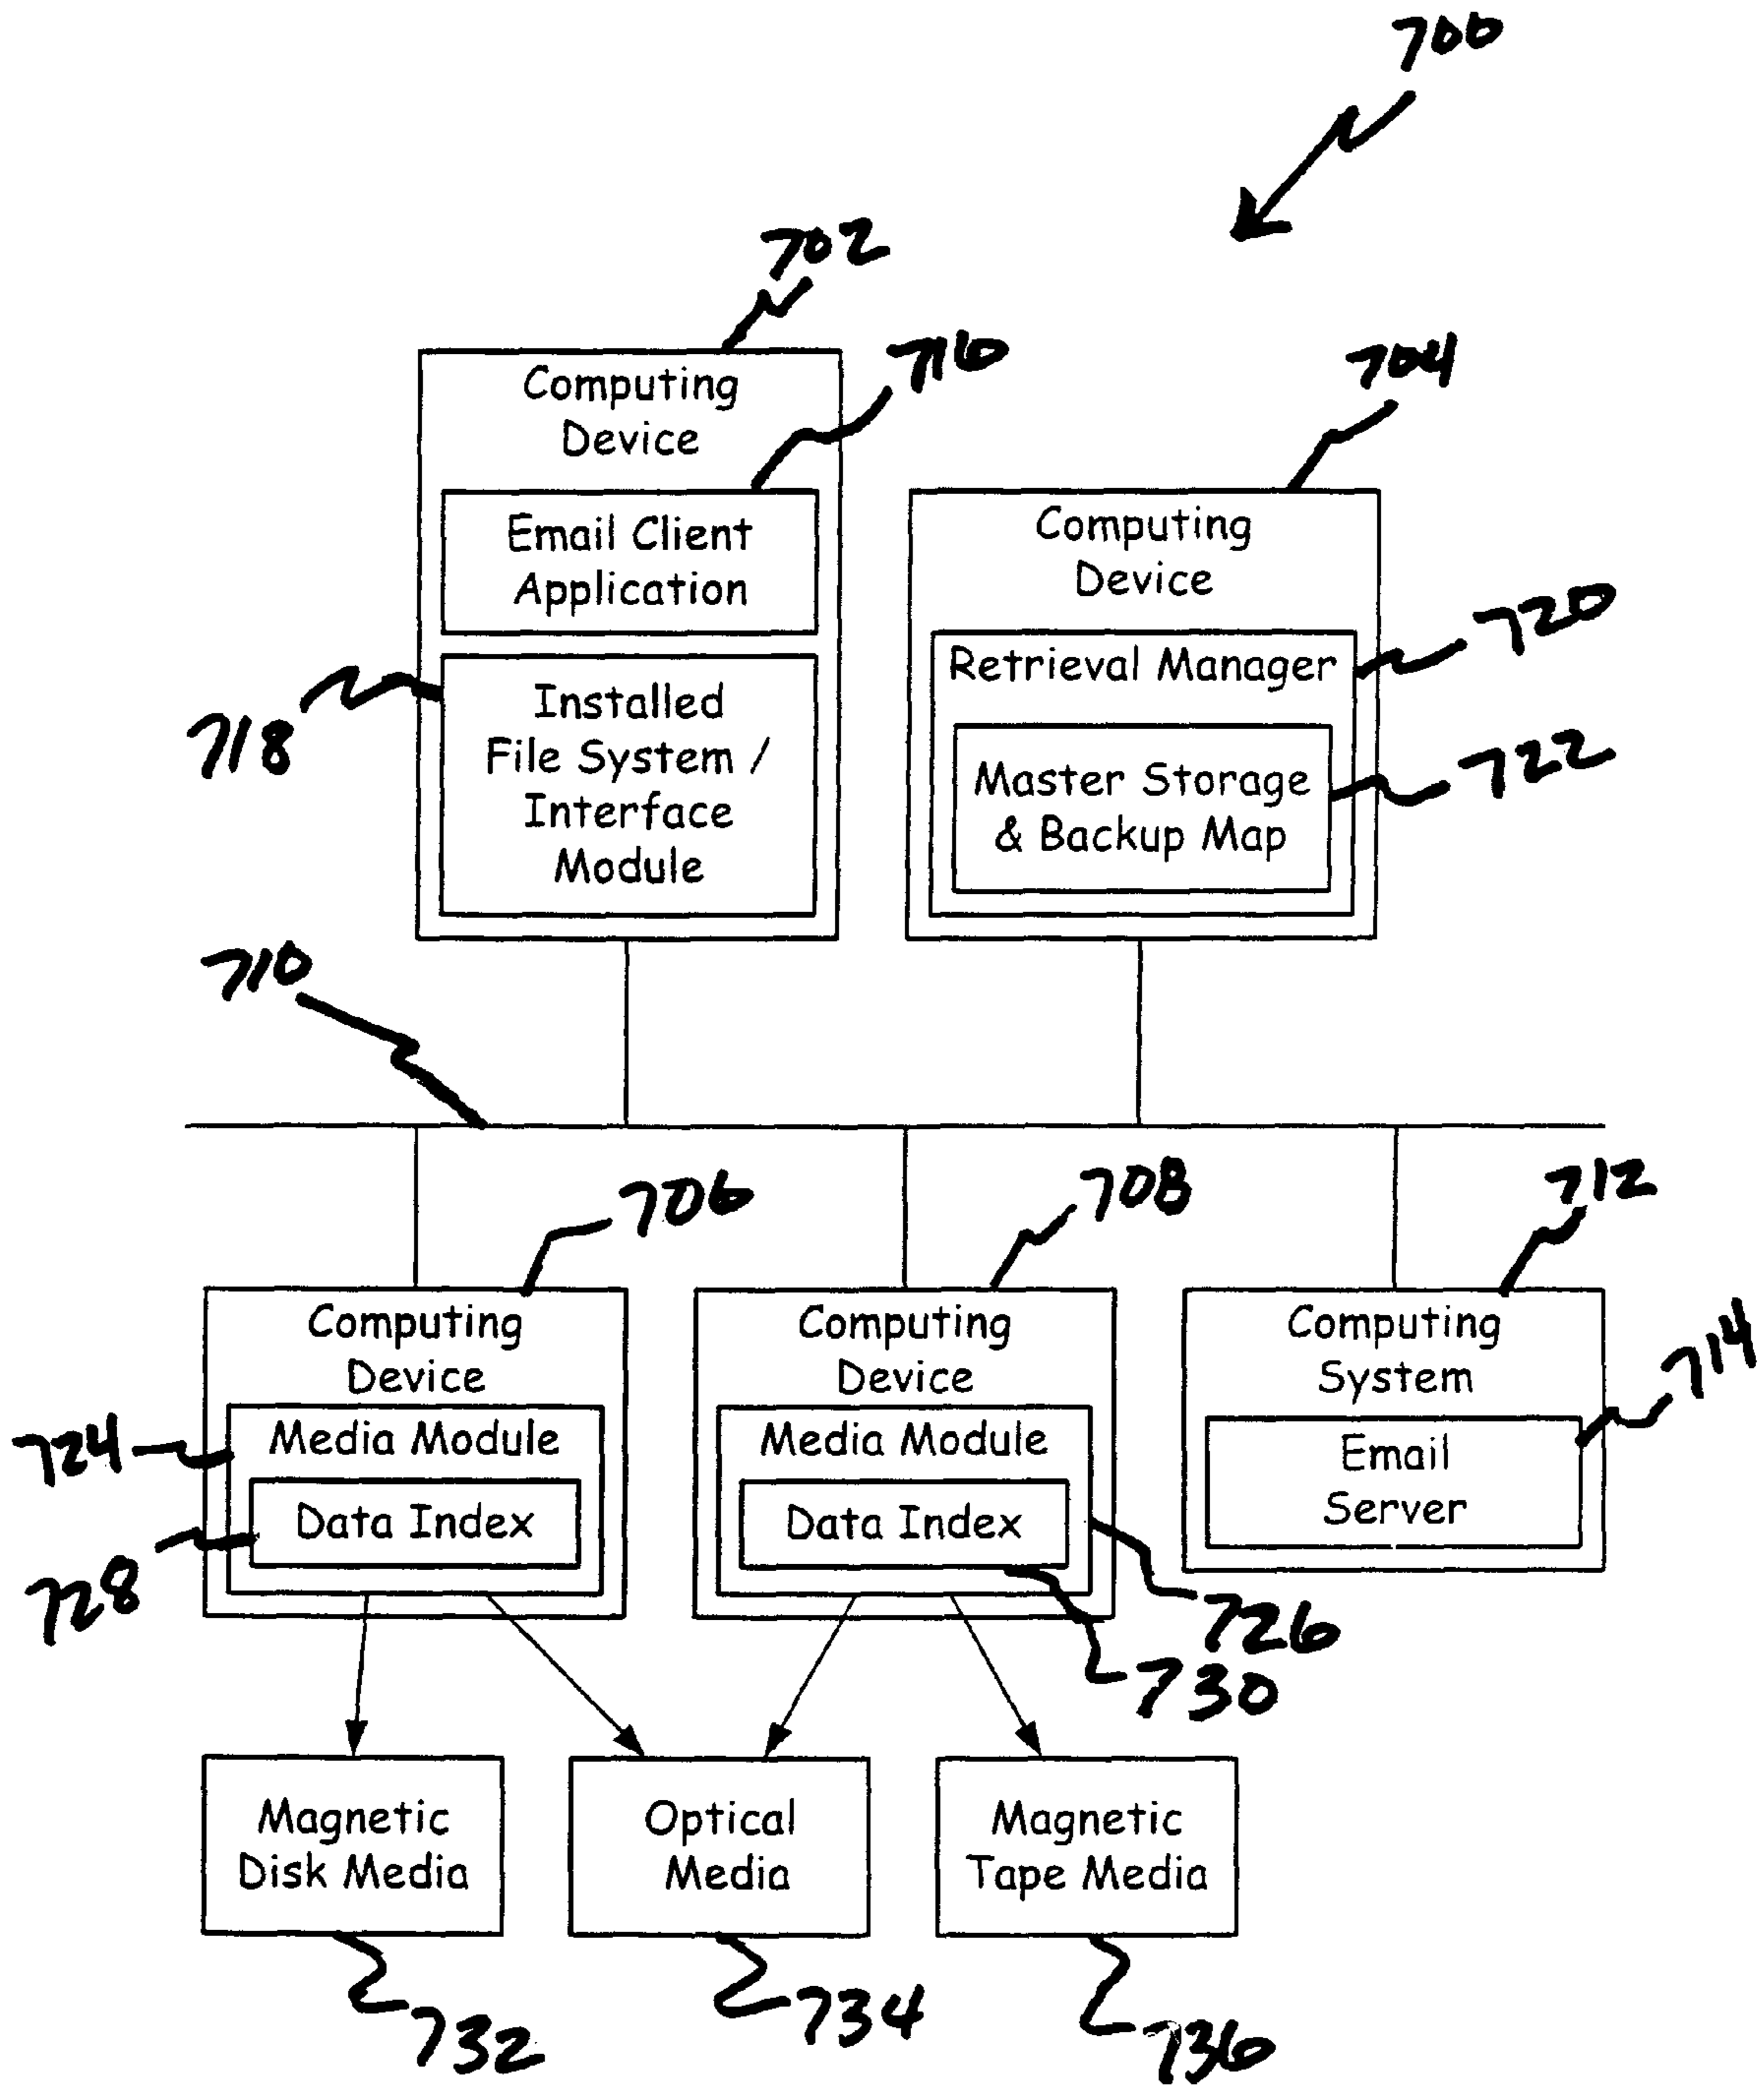 700
702
Computing
Device
716
Email Client
Application
718
Installed
File System /
Interface
Module
704
Computing
Device
720
Retrieval Manager
722
Master Storage
& Backup Map
710
706
Computing
Device
724
Media Module
728
Data Index
708
Computing
Device
Media Module
726
Data Index
730
712
Computing
System
714
Email
Server
Magnetic
Disk Media
732
Optical
Media
734
Magnetic
Tape Media
736